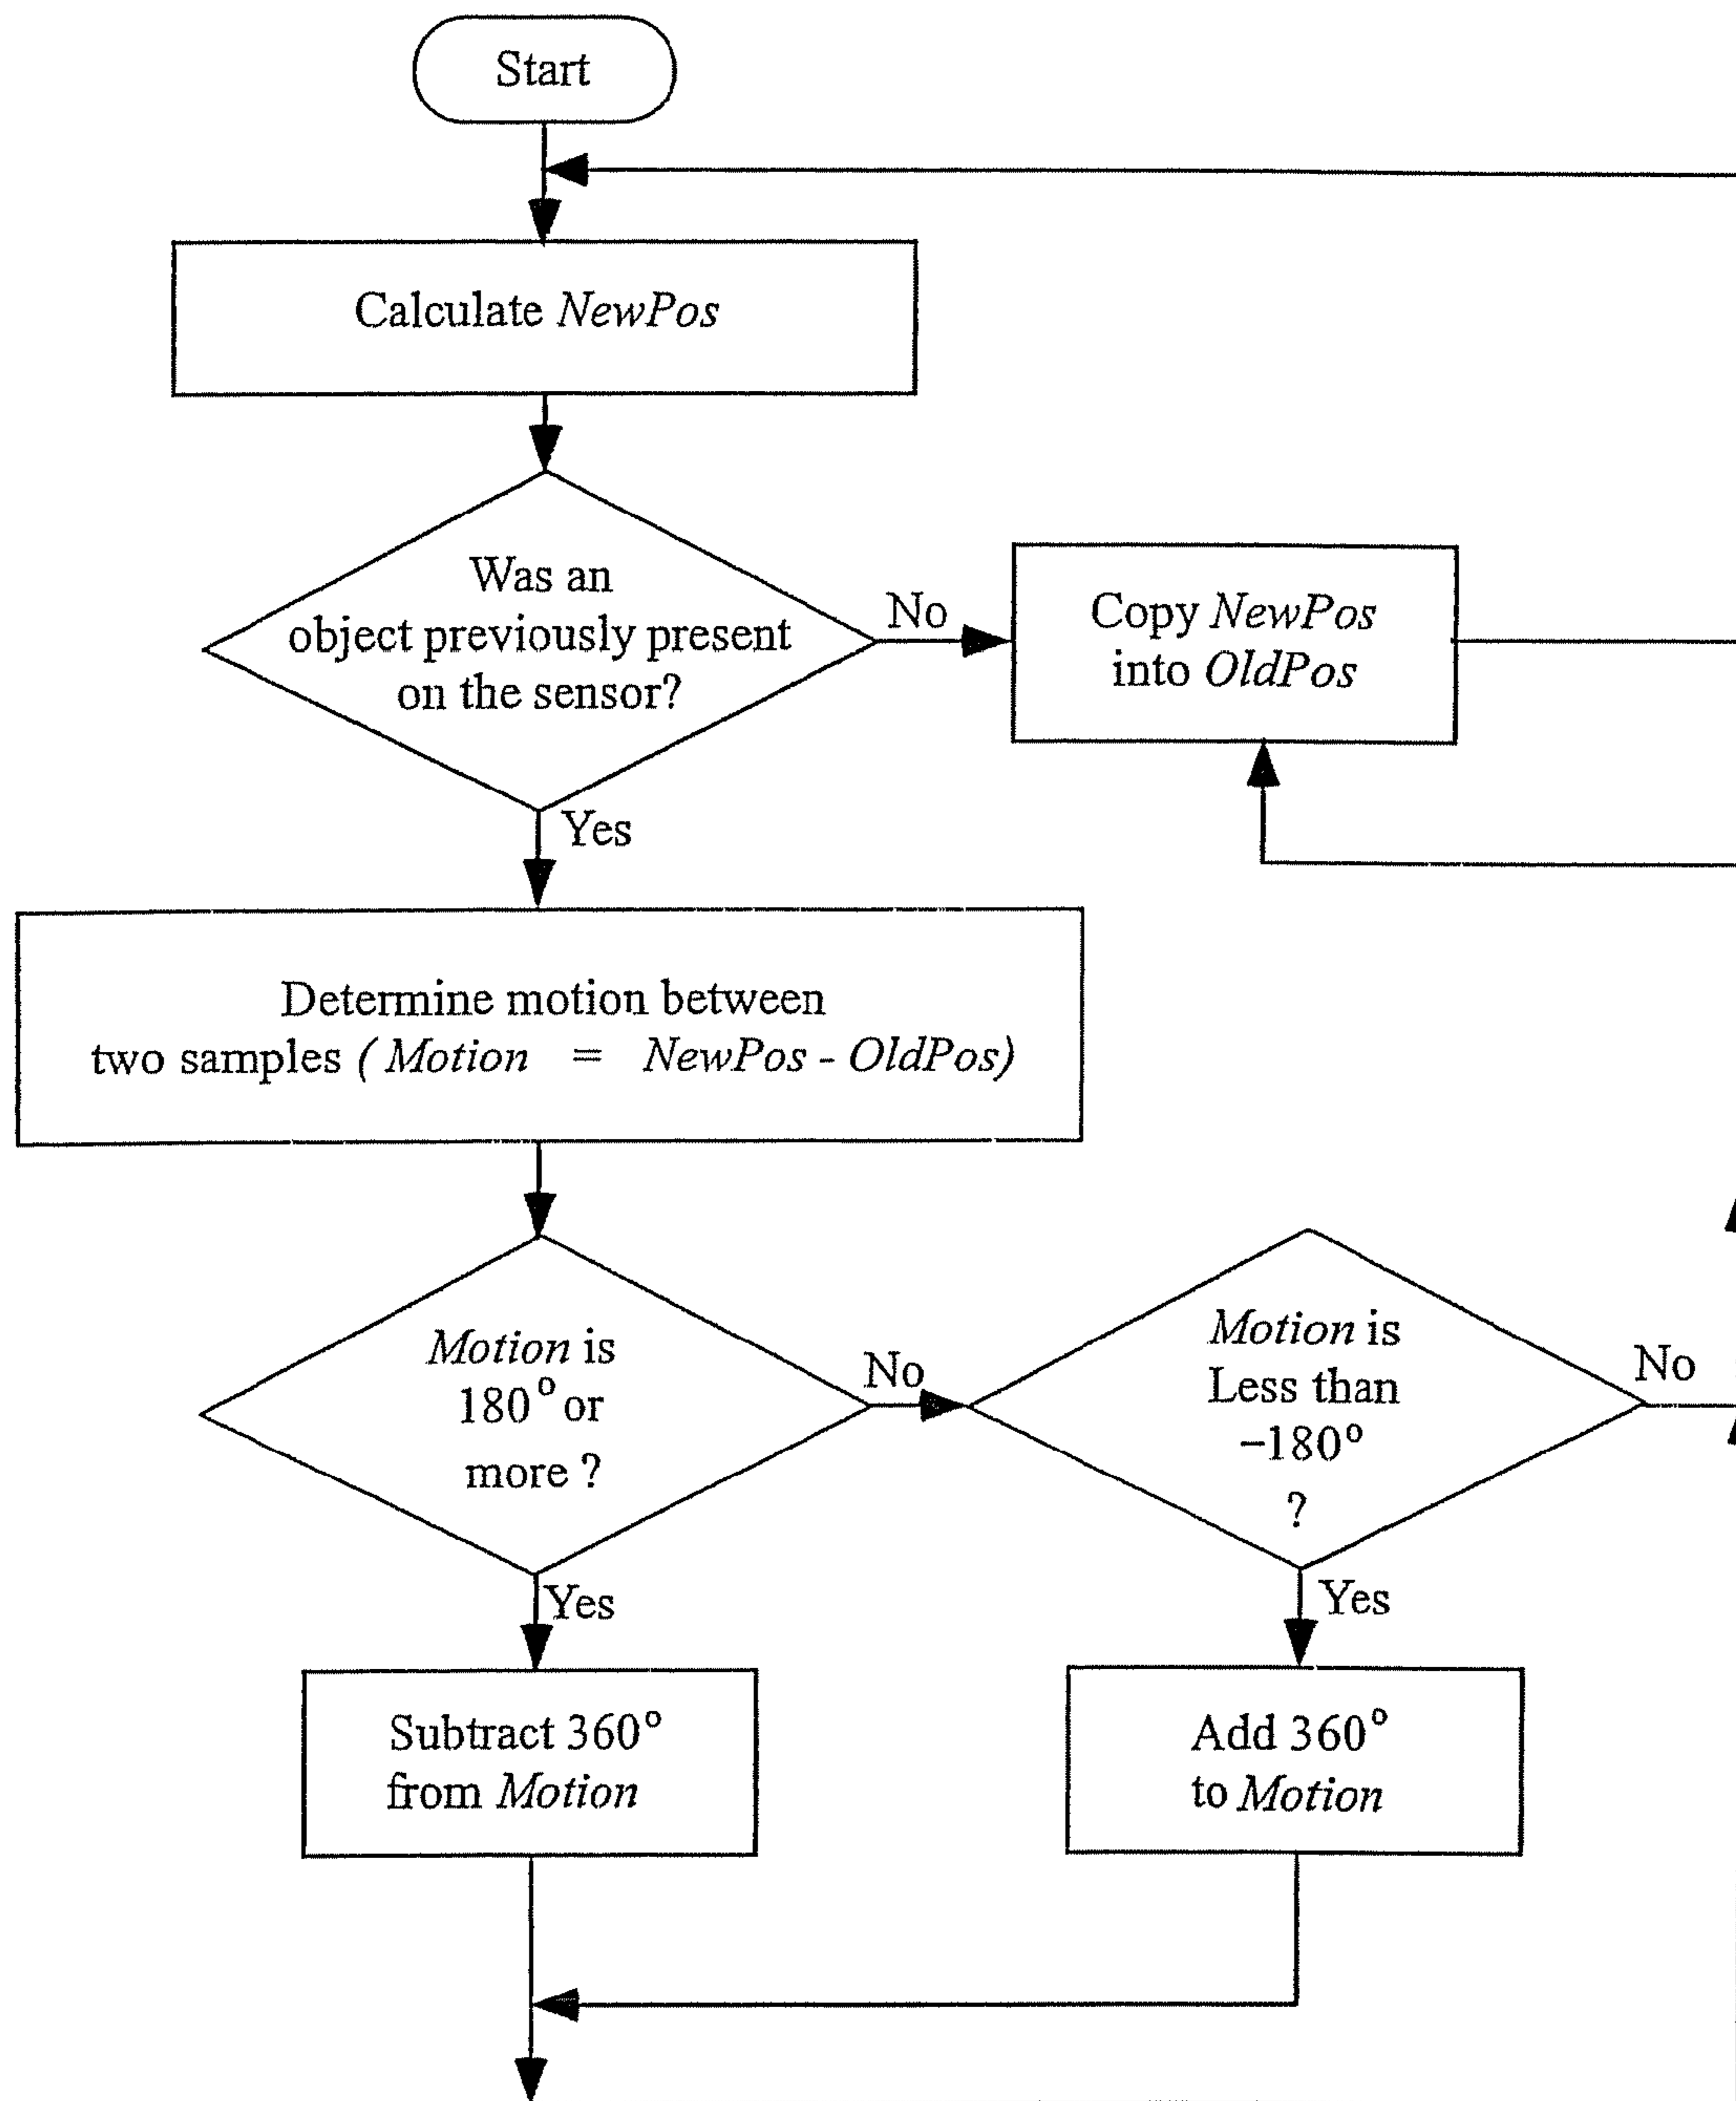 Start
Calculate NewPos
Was an
object previously present
on the sensor?
No
Copy NewPos
into OldPos
Yes
Determine motion between
two samples ( Motion = NewPos - OldPos)
Motion is
180° or
more ?
No
Motion is
Less than
–180°
?
No
Yes
Yes
Subtract 360°
from Motion
Add 360°
to Motion